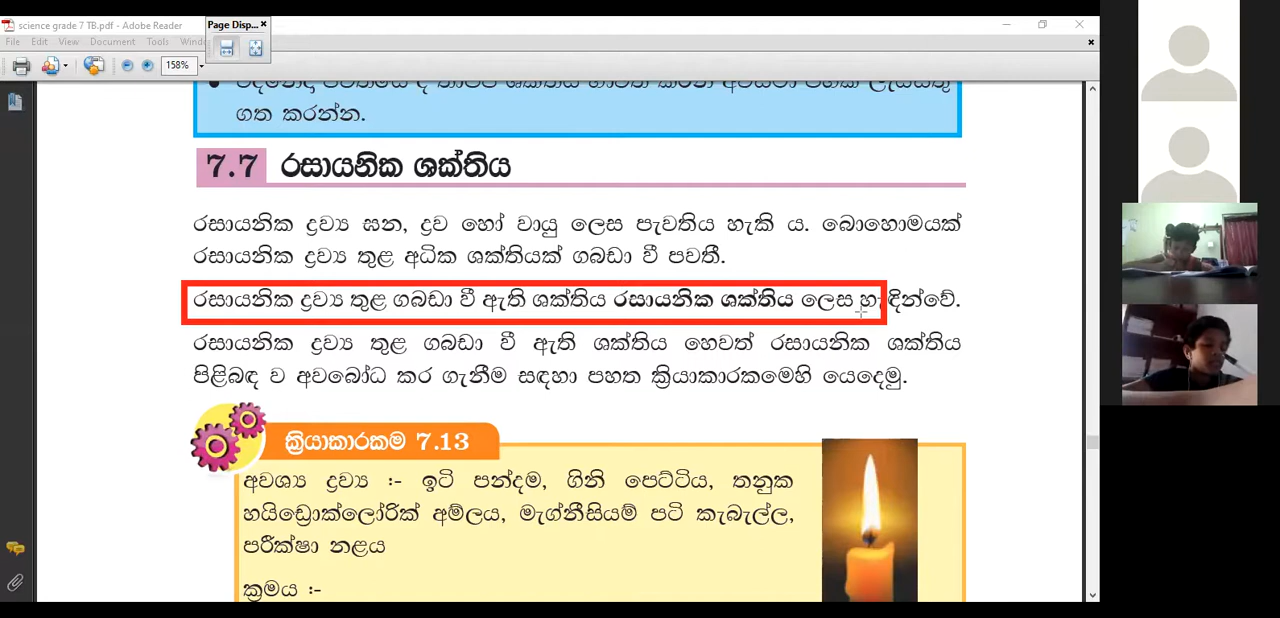 science grade 7 TB.pdf - Adobe Reader
Page Disp...
File Edit View Document Tools
158%
ගත කරන්න.
7.7 රසායනික ශක්තිය
රසායනික ද්‍රව්‍ය ඝන, ද්‍රව හෝ වායු ලෙස පැවතිය හැකි ය. බොහොමයක්
රසායනික ද්‍රව්‍ය තුළ අධික ශක්තියක් ගබඩා වී පවතී.
රසායනික ද්‍රව්‍ය තුළ ගබඩා වී ඇති ශක්තිය රසායනික ශක්තිය ලෙස හැඳින්වේ.
රසායනික ද්‍රව්‍ය තුළ ගබඩා වී ඇති ශක්තිය හෙවත් රසායනික ශක්තිය
පිළිබඳ ව අවබෝධ කර ගැනීම සඳහා පහත ක්‍රියාකාරකමෙහි යෙදෙමු.
ක්‍රියාකාරකම 7.13
අවශ්‍ය ද්‍රව්‍ය :- ඉටි පන්දම, ගිනි පෙට්ටිය, තනුක
හයිඩ්‍රොක්ලෝරික් අම්ලය, මැග්නීසියම් පටි කැබැල්ල,
පරීක්ෂා නළය
ක්‍රමය :-